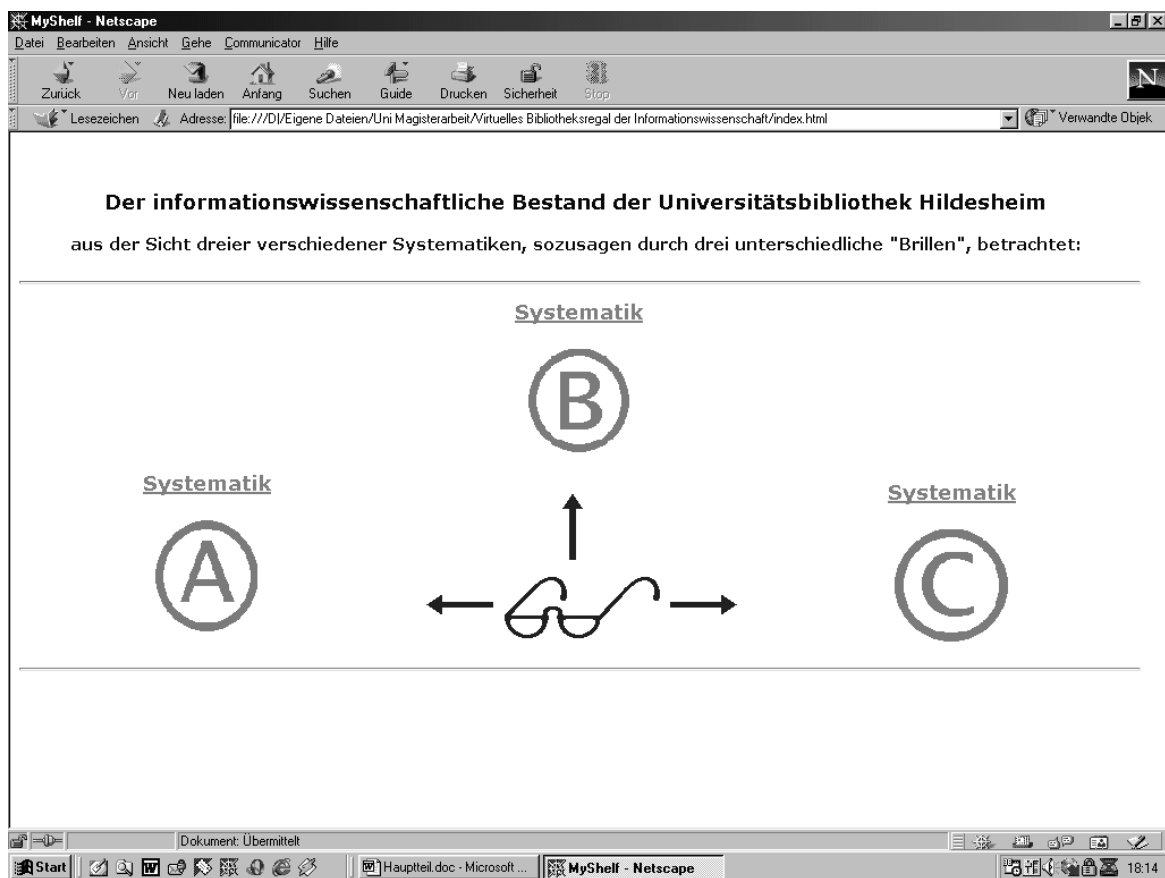 MyShelf - Netscape
Datei Bearbeiten Ansicht Gehe Communicator Hilfe
Zurück Vor Neu laden Anfang Suchen Guide Drucken Sicherheit Stop
N
Lesezeichen Adresse: file:///D|/Eigene Dateien/Uni Magisterarbeit/Virtuelles Bibliotheksregal der Informationswissenschaft/index.html Verwandte Objek
Der informationswissenschaftliche Bestand der Universitätsbibliothek Hildesheim
aus der Sicht dreier verschiedener Systematiken, sozusagen durch drei unterschiedliche "Brillen", betrachtet:
Systematik
B
Systematik
A
Systematik
C
Dokument: Übermittelt
Start Hauptteil.doc - Microsoft ... MyShelf - Netscape 18:14